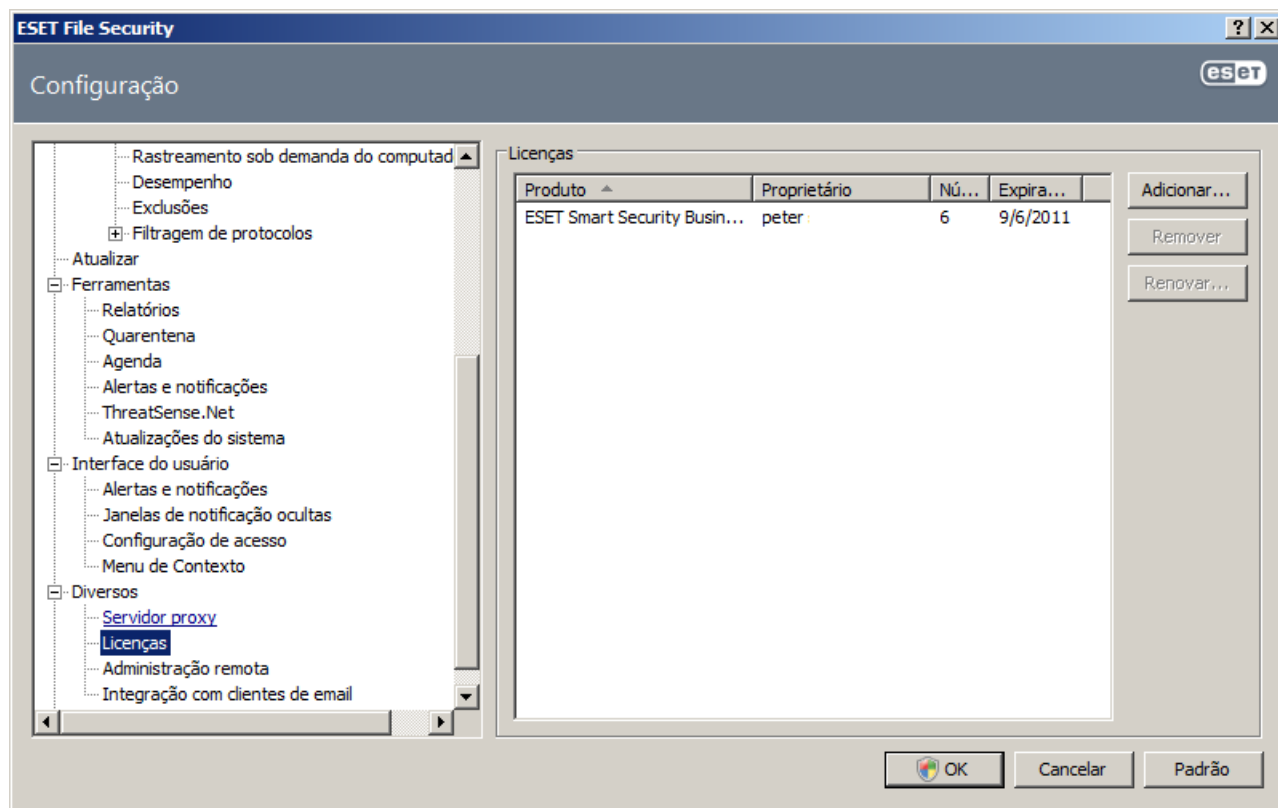 ESET File Security
Configuração
eset
Rastreamento sob demanda do computad
Desempenho
Exclusões
Filtragem de protocolos
Atualizar
Ferramentas
Relatórios
Quarentena
Agenda
Alertas e notificações
ThreatSense.Net
Atualizações do sistema
Interface do usuário
Alertas e notificações
Janelas de notificação ocultas
Configuração de acesso
Menu de Contexto
Diversos
Servidor proxy
Licenças
Administração remota
Integração com clientes de email
Licenças
Produto Proprietário Nú... Expira...
ESET Smart Security Busin... peter 6 9/6/2011
Adicionar...
Remover
Renovar...
OK Cancelar Padrão